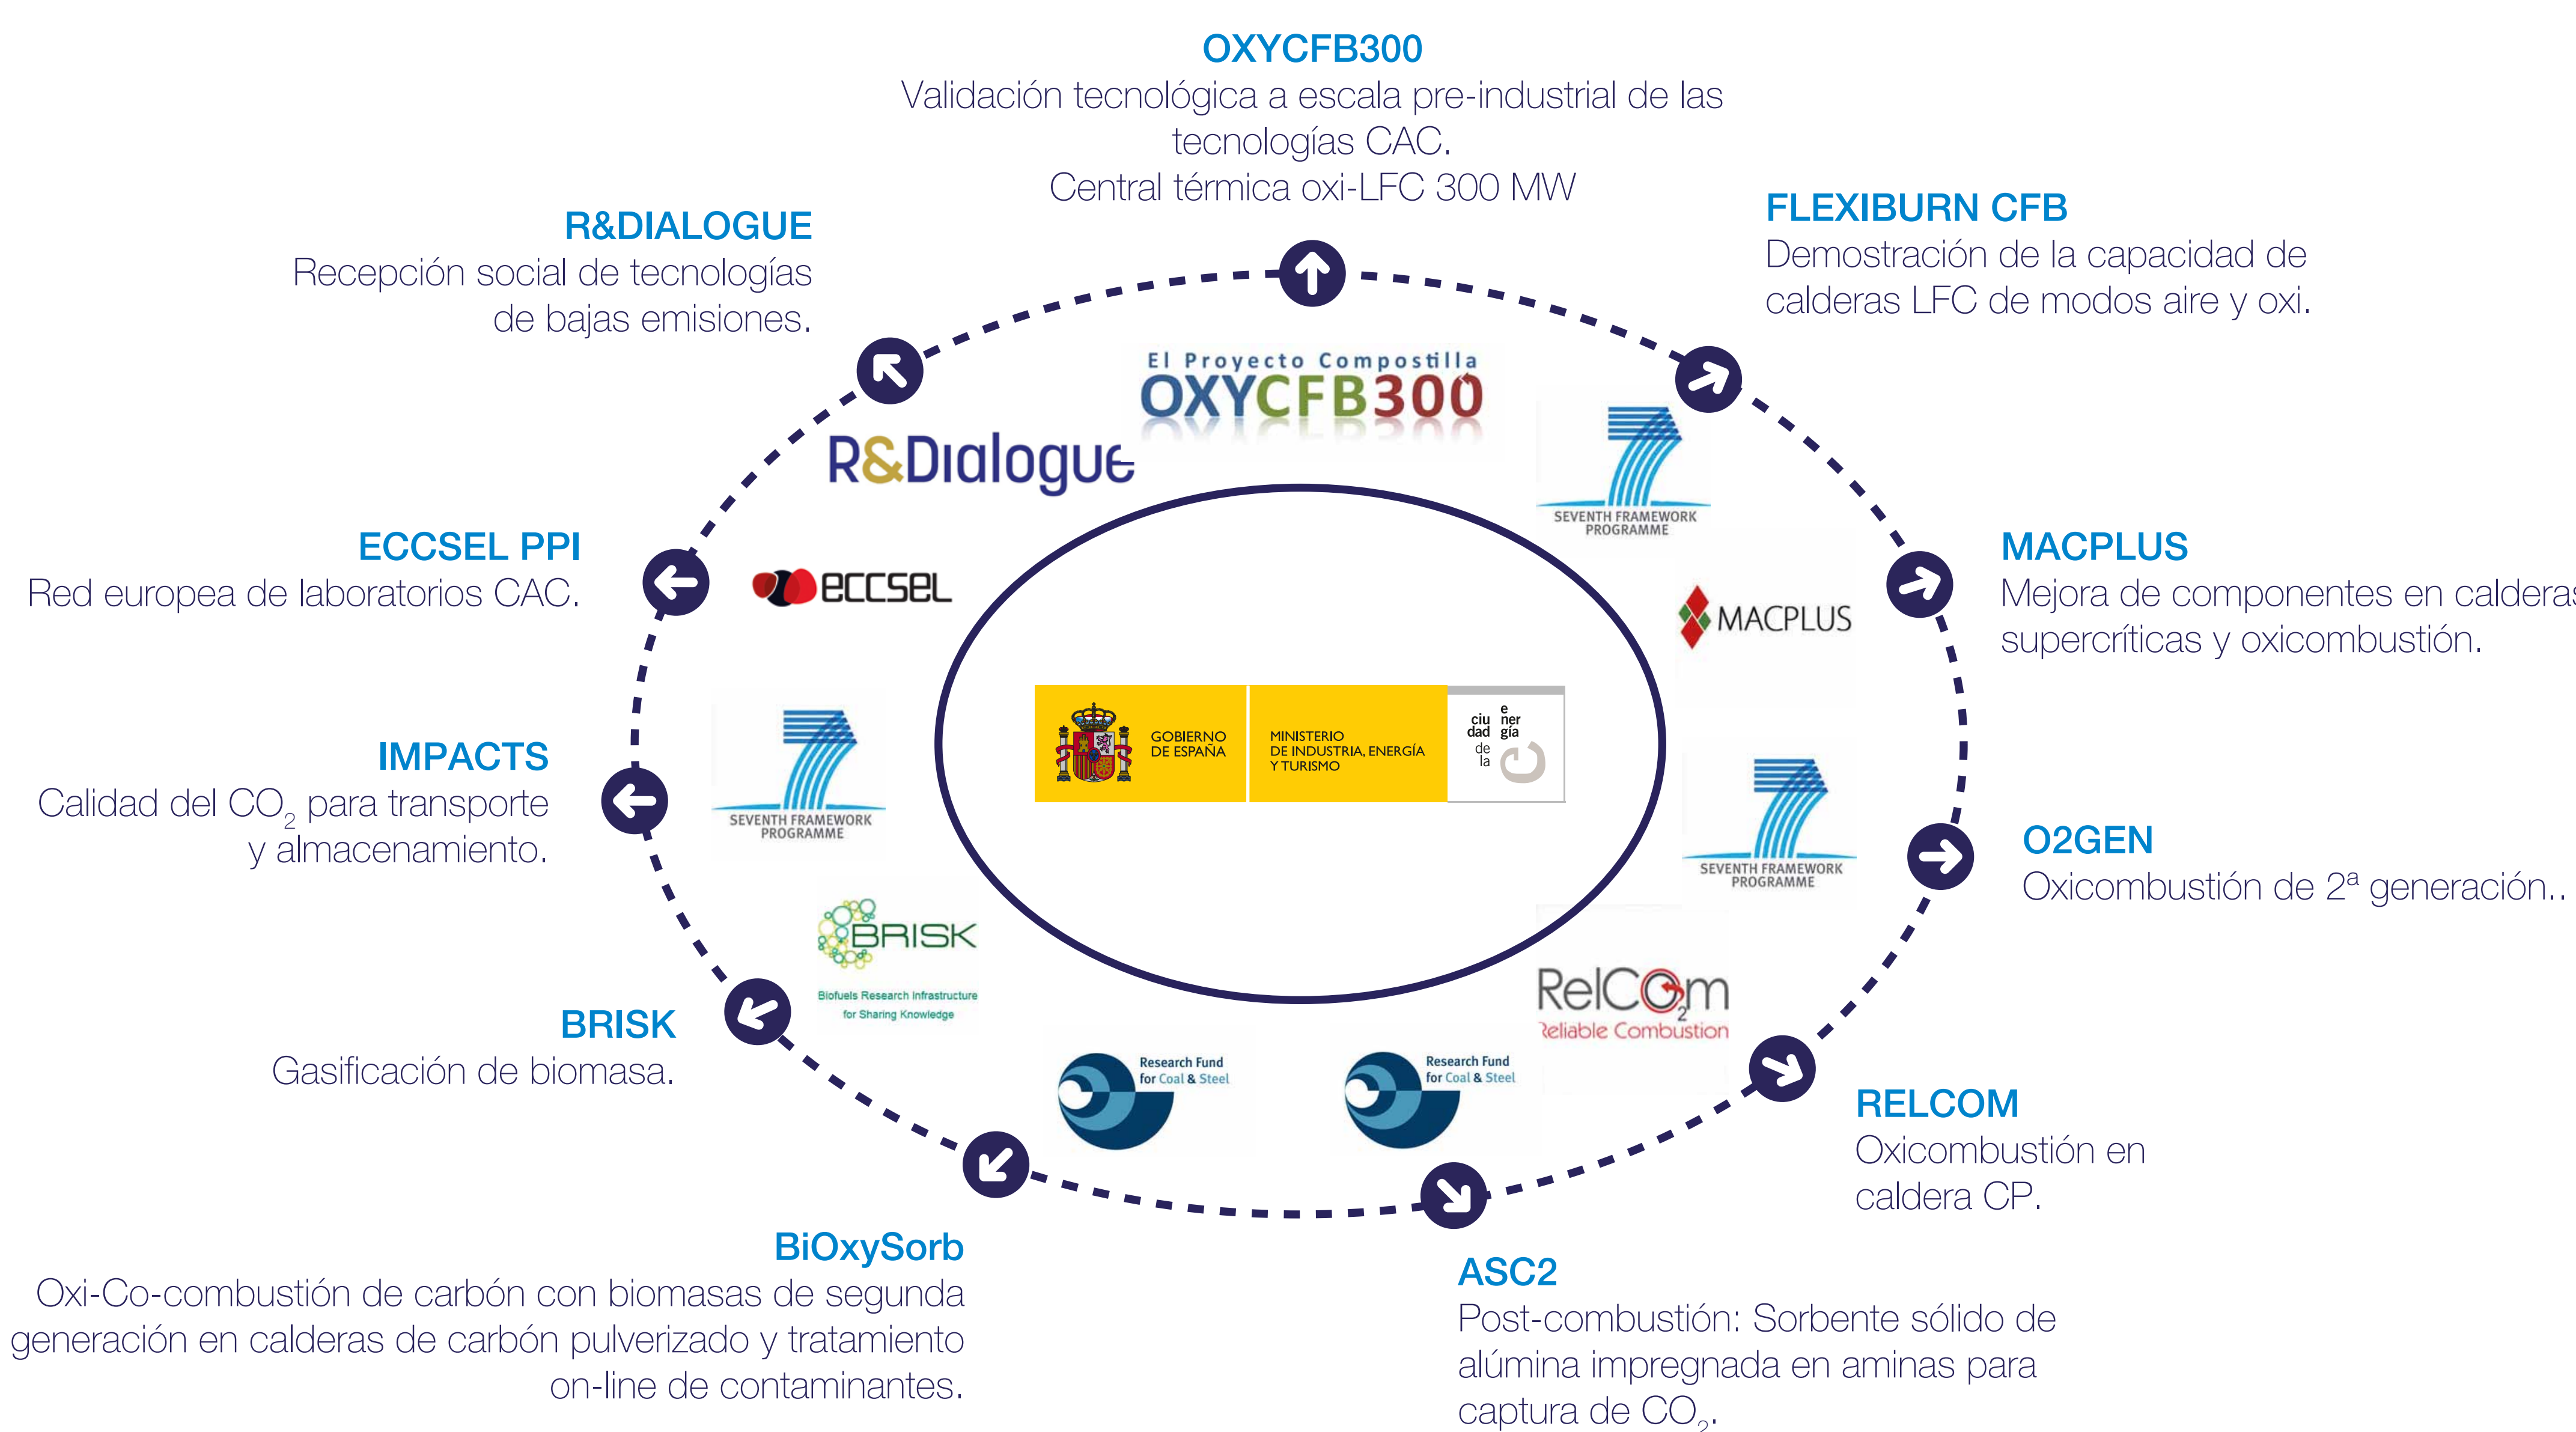 OXYCFB300
Validación tecnológica a escala pre-industrial de las
tecnologías CAC.
Central térmica oxi-LFC 300 MW
FLEXIBURN CFB
Demostración de la capacidad de
calderas LFC de modos aire y oxi.
MACPLUS
Mejora de componentes en calderas
supercríticas y oxicombustión.
O2GEN
Oxicombustión de 2ª generación..
RELCOM
Oxicombustión en
caldera CP.
ASC2
Post-combustión: Sorbente sólido de
alúmina impregnada en aminas para
captura de CO₂.
BiOxySorb
Oxi-Co-combustión de carbón con biomasas de segunda
generación en calderas de carbón pulverizado y tratamiento
on-line de contaminantes.
BRISK
Gasificación de biomasa.
IMPACTS
Calidad del CO₂ para transporte
y almacenamiento.
ECCSEL PPI
Red europea de laboratorios CAC.
R&DIALOGUE
Recepción social de tecnologías
de bajas emisiones.
El Proyecto Compostilla
OXYCFB300
SEVENTH FRAMEWORK
PROGRAMME
MACPLUS
SEVENTH FRAMEWORK
PROGRAMME
RelCO₂m
Reliable Combustion
Research Fund
for Coal & Steel
Research Fund
for Coal & Steel
BRISK
Biofuels Research Infrastructure
for Sharing Knowledge
SEVENTH FRAMEWORK
PROGRAMME
eccsel
R&Dialogue
GOBIERNO
DE ESPAÑA
MINISTERIO
DE INDUSTRIA, ENERGÍA
Y TURISMO
ciu
dad
de
la
e
ner
gía